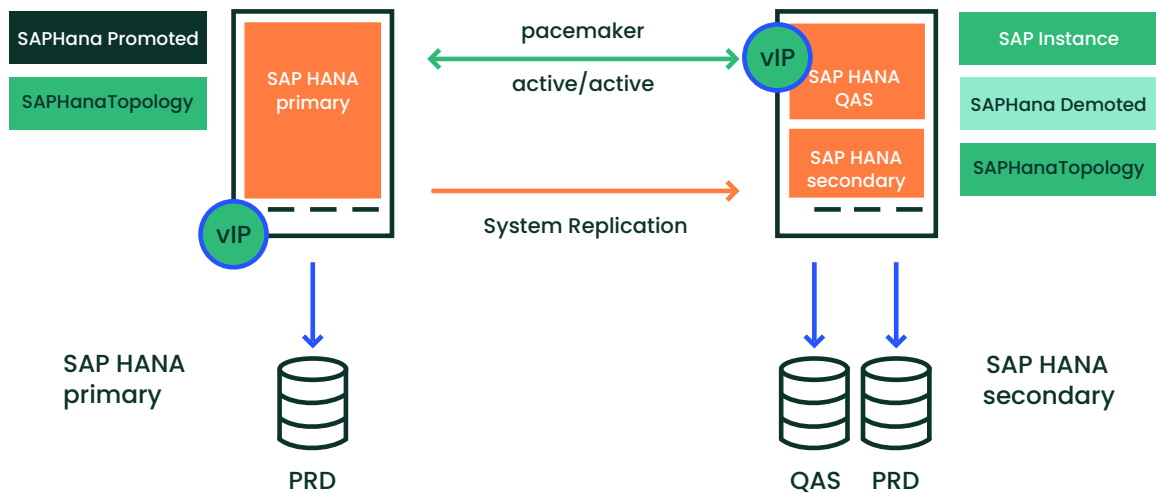 SAPHana Promoted
SAPHanaTopology
SAP HANA
primary
vIP
pacemaker
active/active
System Replication
vIP
SAP HANA
QAS
SAP HANA
secondary
SAP Instance
SAPHana Demoted
SAPHanaTopology
SAP HANA
primary
PRD
QAS
PRD
SAP HANA
secondary